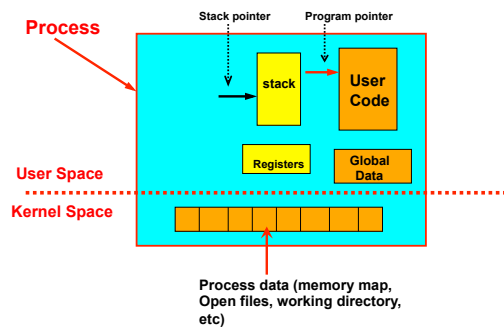 Stack pointer
Program pointer
Process
stack
User
Code
Registers
Global
Data
User Space
Kernel Space
Process data (memory map,
Open files, working directory,
etc)